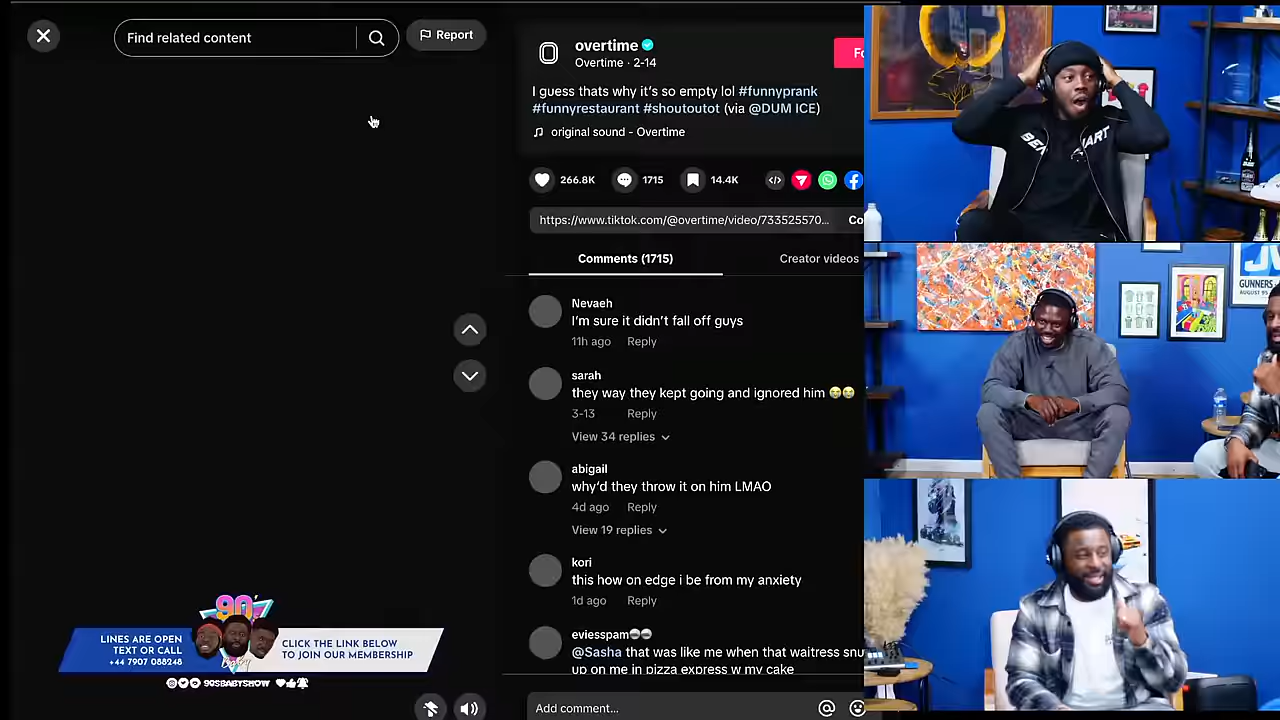 Find related content
Report
overtime
Overtime · 2-14
Fo
I guess thats why it's so empty lol #funnyprank
#funnyrestaurant #shoutoutot (via @DUM ICE)
original sound - Overtime
266.8K
1715
14.4K
https://www.tiktok.com/@overtime/video/733525570...
Co
Comments (1715)
Creator videos
Nevaeh
I'm sure it didn't fall off guys
11h ago Reply
sarah
they way they kept going and ignored him 😭😭
3-13 Reply
View 34 replies
abigail
why'd they throw it on him LMAO
4d ago Reply
View 19 replies
kori
this how on edge i be from my anxiety
1d ago Reply
eviesspam
@Sasha that was like me when that waitress snu
up on me in pizza express w my cake
Add comment...
90'
LINES ARE OPEN
TEXT OR CALL
+44 7907 088248
Baby
CLICK THE LINK BELOW
TO JOIN OUR MEMBERSHIP
90SBABYSHOW
GUNNERS